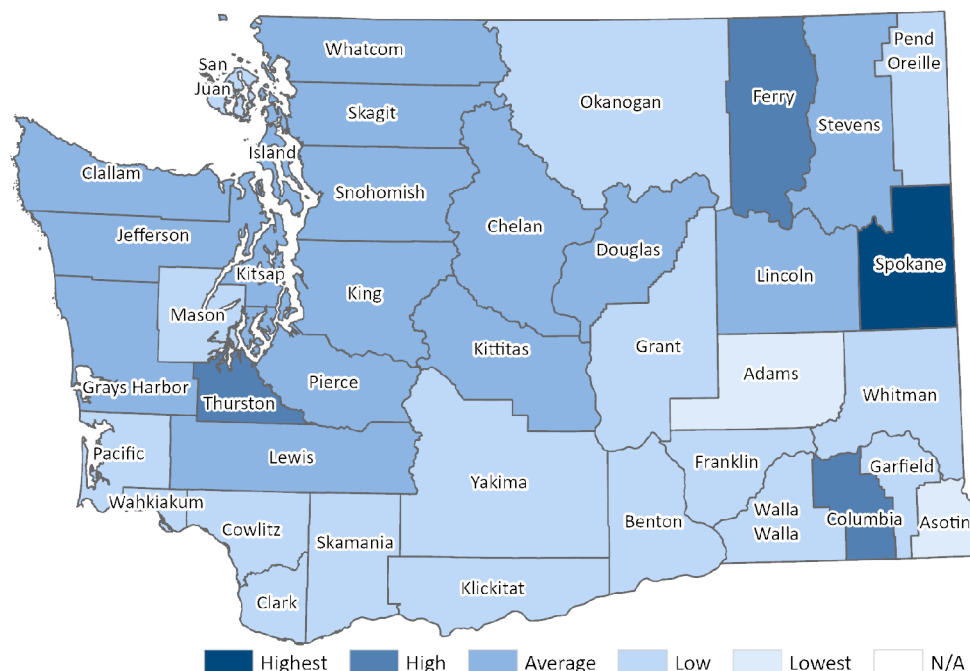 Whatcom
San
Juan
Skagit
Island
Okanogan
Ferry
Stevens
Pend
Oreille
Clallam
Snohomish
Jefferson
Chelan
Douglas
Kitsap
King
Lincoln
Spokane
Mason
Kittitas
Grant
Adams
Grays Harbor
Thurston
Pierce
Whitman
Pacific
Lewis
Yakima
Franklin
Garfield
Wahkiakum
Cowlitz
Skamania
Benton
Walla
Walla
Columbia
Asotin
Clark
Klickitat
Highest High Average Low Lowest N/A